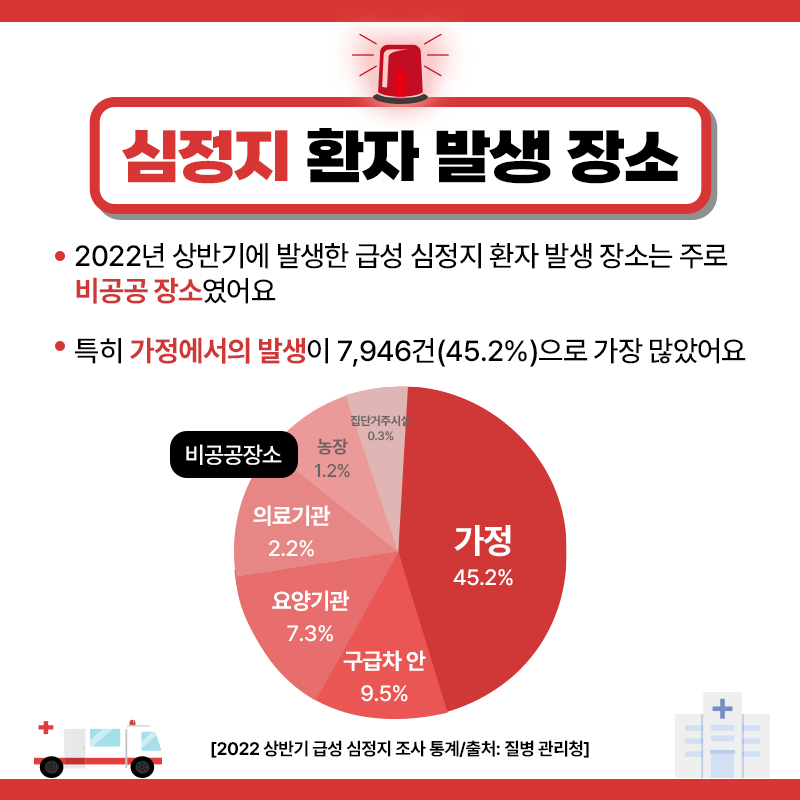 심정지 환자 발생 장소
2022년 상반기에 발생한 급성 심정지 환자 발생 장소는 주로
비공공 장소였어요
특히 가정에서의 발생이 7,946건(45.2%)으로 가장 많았어요
비공공장소
집단거주시설
0.3%
농장
1.2%
의료기관
2.2%
가정
45.2%
요양기관
7.3%
구급차 안
9.5%
[2022 상반기 급성 심정지 조사 통계/출처: 질병 관리청]